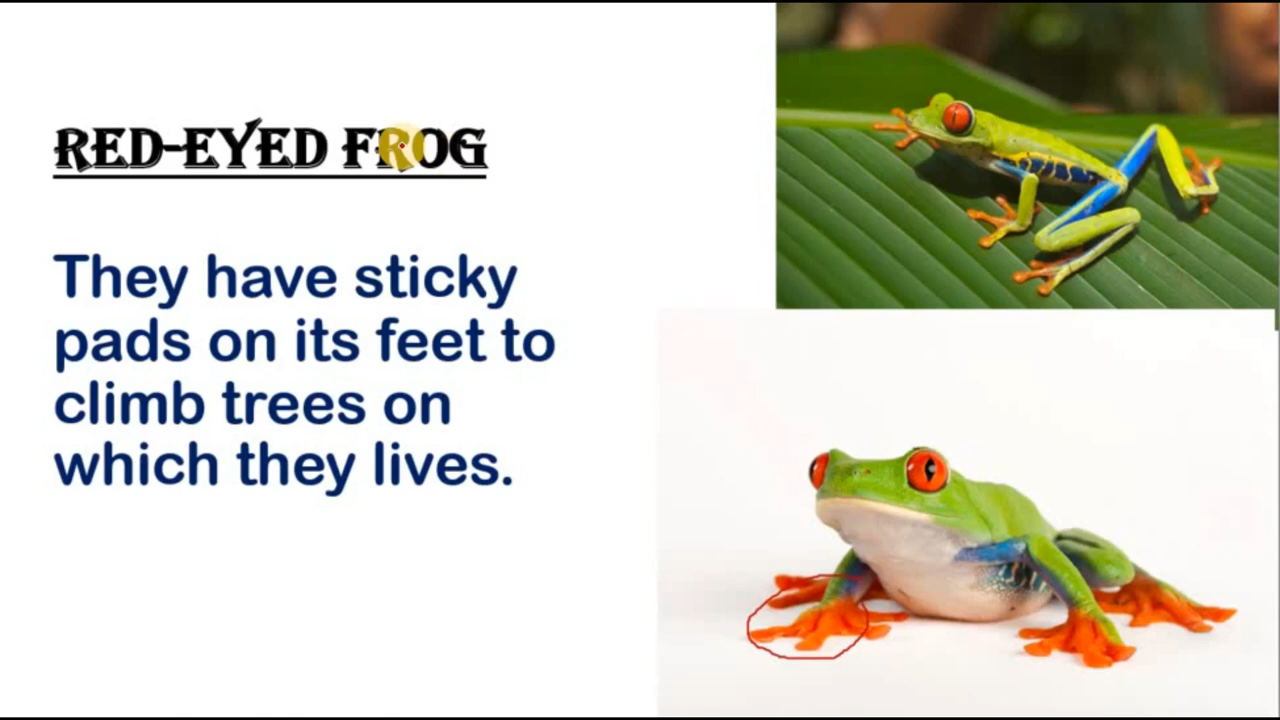 RED-EYED FROG
They have sticky
pads on its feet to
climb trees on
which they lives.